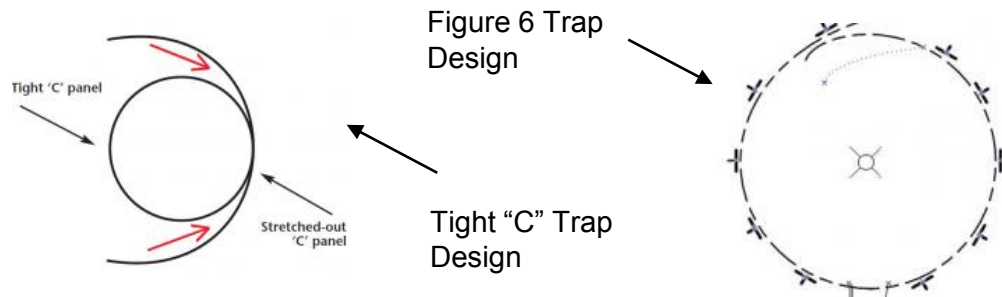 Figure 6 Trap
Design
Tight 'C' panel
Stretched-out
'C' panel
Tight “C” Trap
Design